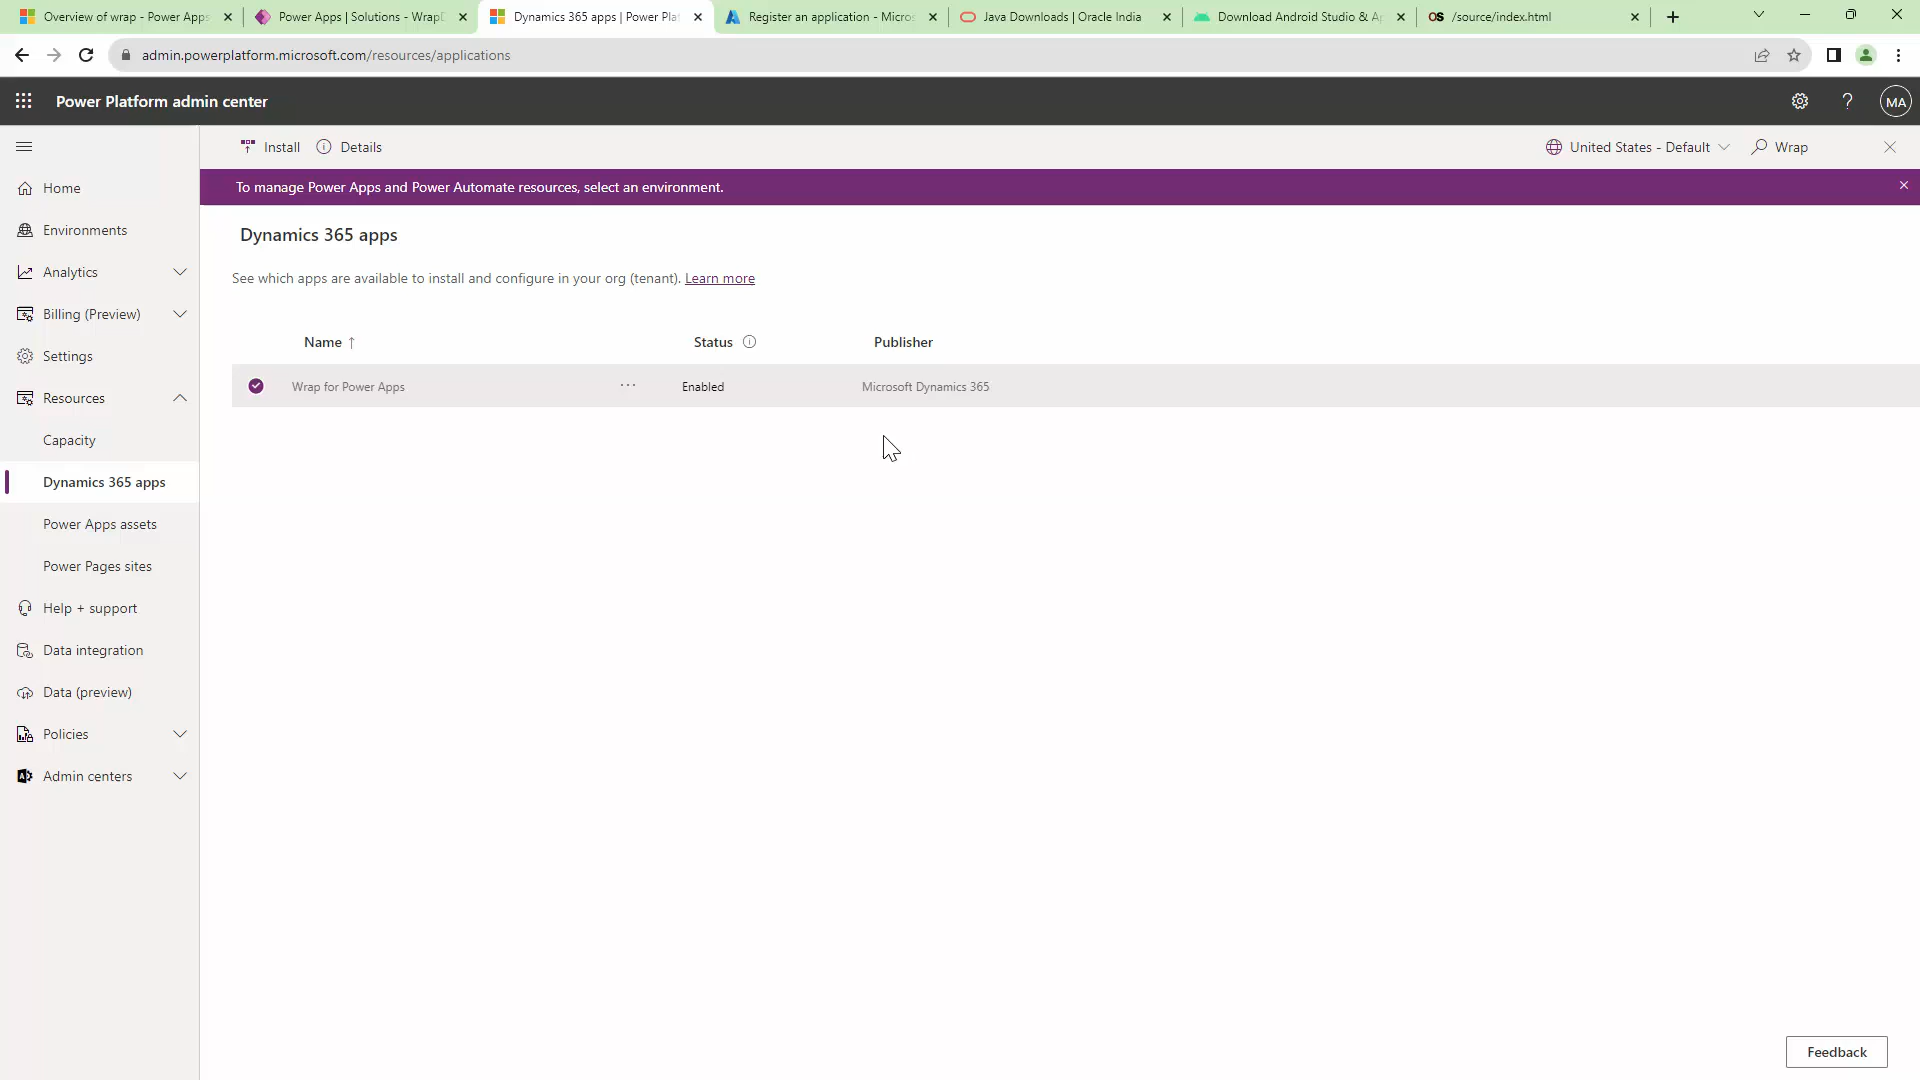 Overview of wrap - Power Apps
Power Apps | Solutions - Wrap
Dynamics 365 apps | Power Pla
Register an application - Micros
Java Downloads | Oracle India
Download Android Studio & A
OS /source/index.html
admin.powerplatform.microsoft.com/resources/applications
Power Platform admin center
? MA
Install
Details
United States - Default
Wrap
To manage Power Apps and Power Automate resources, select an environment.
Home
Environments
Analytics
Billing (Preview)
Settings
Resources
Capacity
Dynamics 365 apps
Power Apps assets
Power Pages sites
Help + support
Data integration
Data (preview)
Policies
Admin centers
Dynamics 365 apps
See which apps are available to install and configure in your org (tenant). Learn more
Name ↑ Status Publisher
Wrap for Power Apps ... Enabled Microsoft Dynamics 365
Feedback